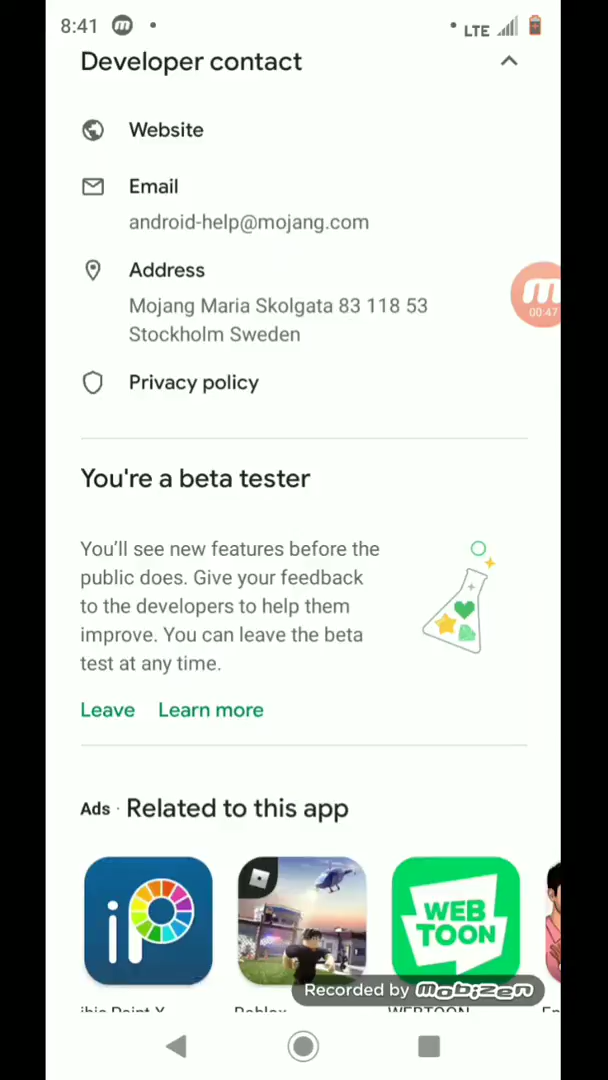 8:41
LTE
Developer contact
Website
Email
android-help@mojang.com
Address
00:47
Mojang Maria Skolgata 83 118 53
Stockholm Sweden
Privacy policy
You're a beta tester
You'll see new features before the
public does. Give your feedback
to the developers to help them
improve. You can leave the beta
test at any time.
Leave Learn more
Ads · Related to this app
iP
WEB
TOON
Recorded by mobizen